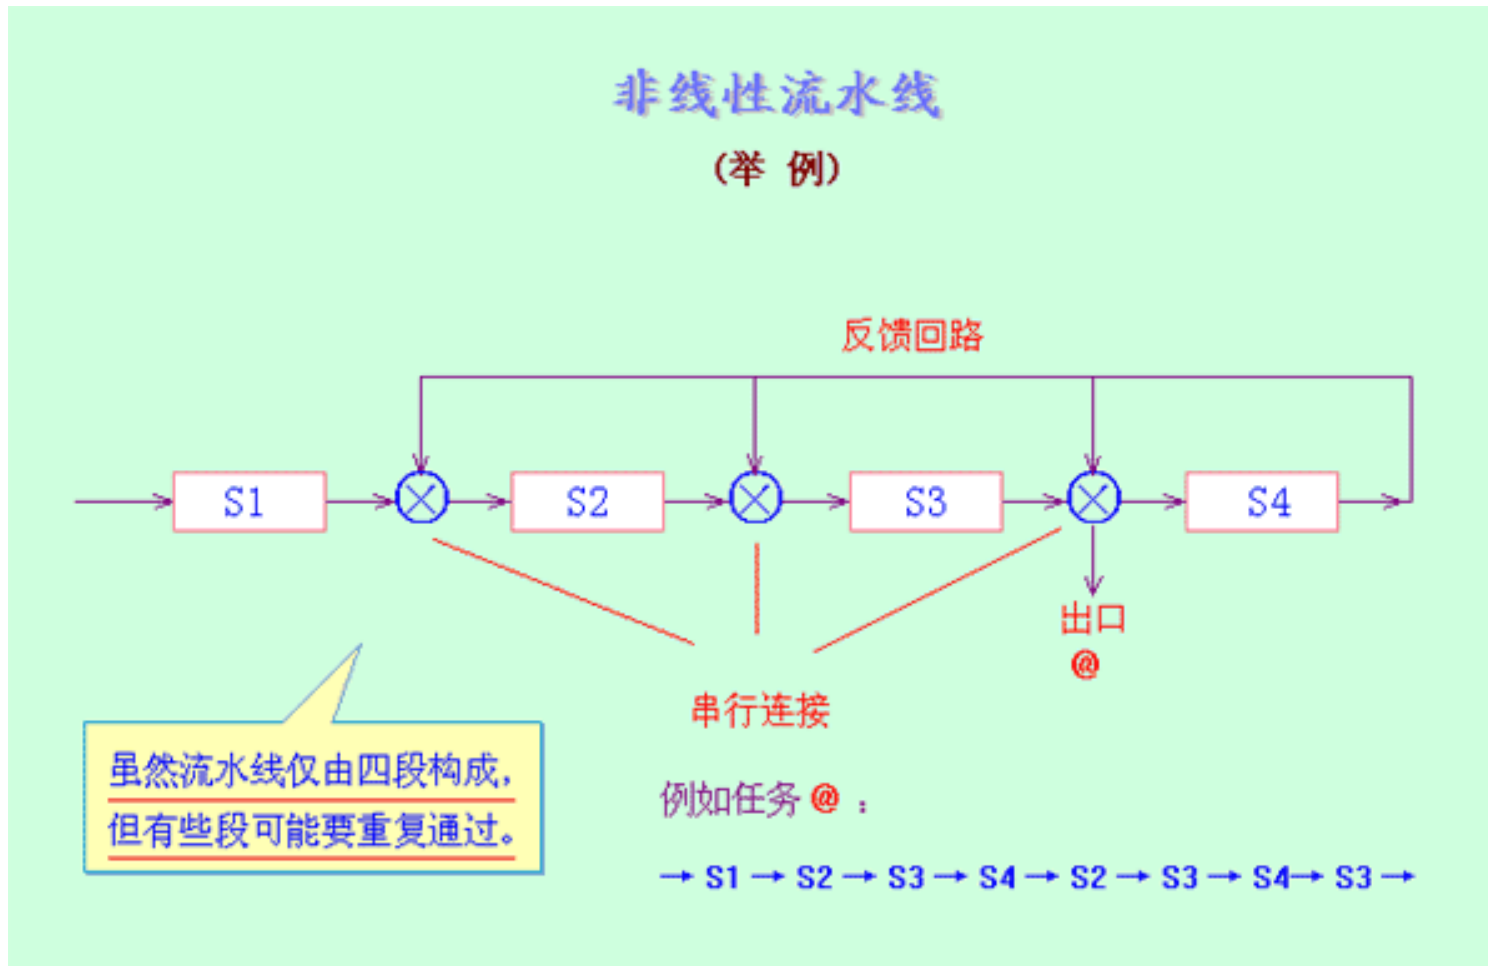 非线性流水线
(举 例)
反馈回路
S1
S2
S3
S4
出口
@
串行连接
虽然流水线仅由四段构成，
但有些段可能要重复通过。
例如任务 @ ：
→ S1 → S2 → S3 → S4 → S2 → S3 → S4→ S3 →